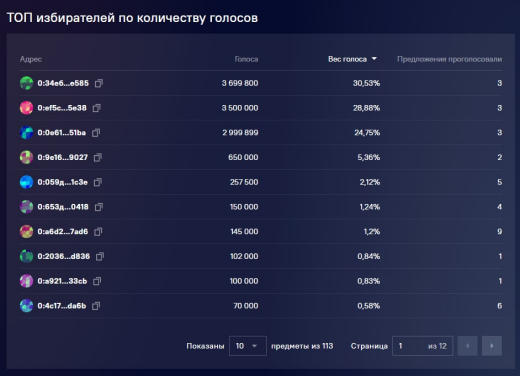 ТОП избирателей по количеству голосов
Адрес Голоса Вес голоса Предложения проголосовали
0:34e6...e585 3 699 800 30,53% 3
0:ef5c...5e38 3 500 000 28,88% 3
0:0e61...51ba 2 999 899 24,75% 3
0:9e16...9027 650 000 5,36% 2
0:059д...1c3e 257 500 2,12% 5
0:653д...0418 150 000 1,24% 4
0:a6d2...7ad6 145 000 1,2% 9
0:2036...d836 102 000 0,84% 1
0:a921...33cb 100 000 0,83% 1
0:4c17...da6b 70 000 0,58% 6
Показаны 10 предметы из 113 Страница 1 из 12